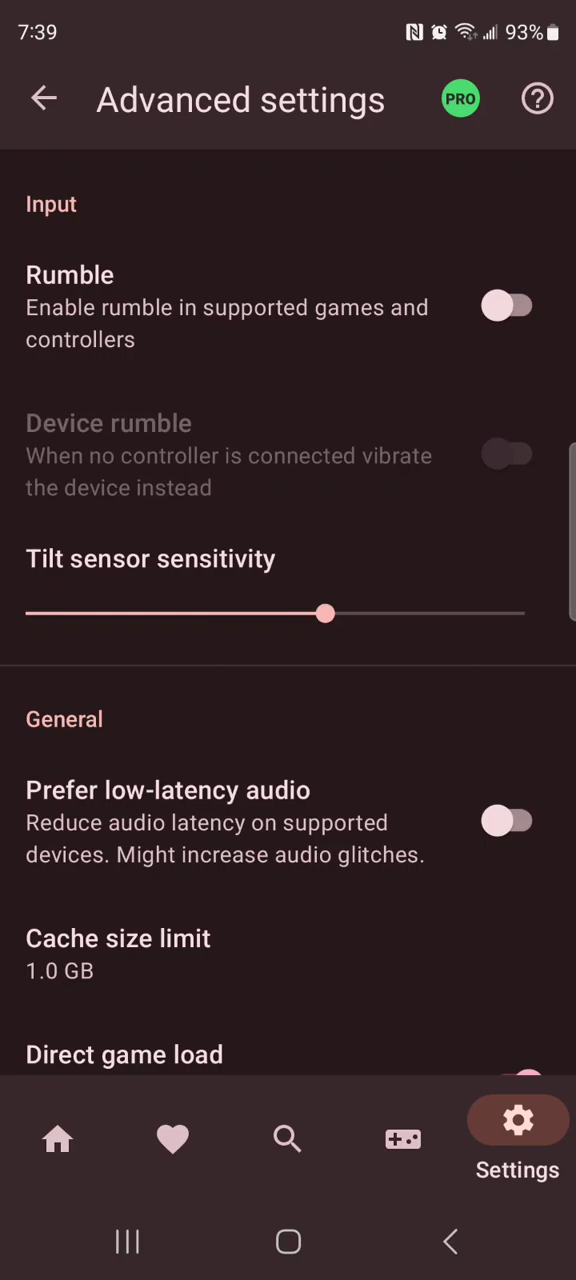 7:39
93%
Advanced settings
PRO
Input
Rumble
Enable rumble in supported games and
controllers
Device rumble
When no controller is connected vibrate
the device instead
Tilt sensor sensitivity
General
Prefer low-latency audio
Reduce audio latency on supported
devices. Might increase audio glitches.
Cache size limit
1.0 GB
Direct game load
Settings